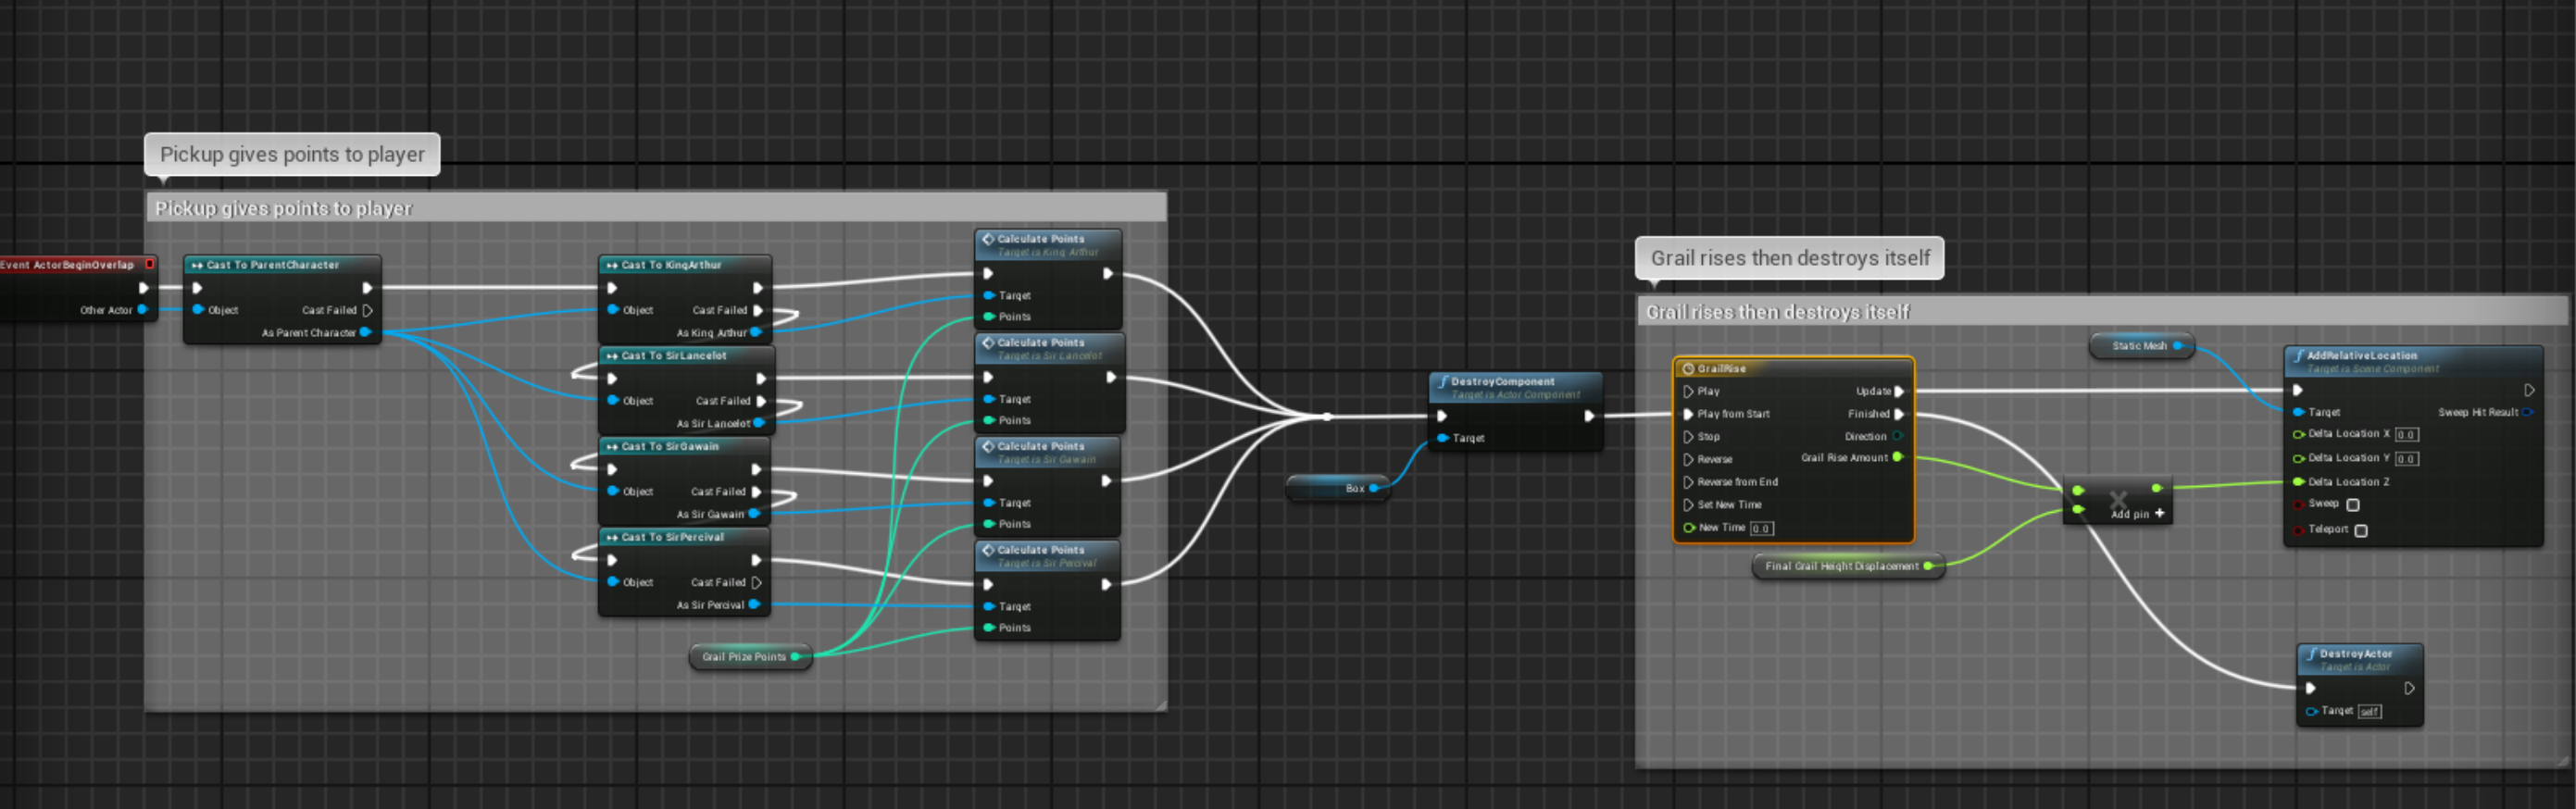 Pickup gives points to player
Pickup gives points to player
Event ActorBeginOverlap
Other Actor
Cast To ParentCharacter
Object
Cast Failed
As Parent Character
Cast To KingArthur
Object
Cast Failed
As King Arthur
Cast To SirLancelot
Object
Cast Failed
As Sir Lancelot
Cast To SirGawain
Object
Cast Failed
As Sir Gawain
Cast To SirPercival
Object
Cast Failed
As Sir Percival
Grail Prize Points
Calculate Points
Target is King Arthur
Target
Points
Calculate Points
Target is Sir Lancelot
Target
Points
Calculate Points
Target is Sir Gawain
Target
Points
Calculate Points
Target is Sir Percival
Target
Points
DestroyComponent
Target is Actor Component
Target
Box
Grail rises then destroys itself
Grail rises then destroys itself
GrailRise
Play
Update
Play from Start
Finished
Stop
Direction
Reverse
Grail Rise Amount
Reverse from End
Set New Time
New Time 0.0
Final Grail Height Displacement
Add pin +
Static Mesh
AddRelativeLocation
Target is Scene Component
Target
Sweep Hit Result
Delta Location X 0.0
Delta Location Y 0.0
Delta Location Z
Sweep
Teleport
DestroyActor
Target is Actor
Target self